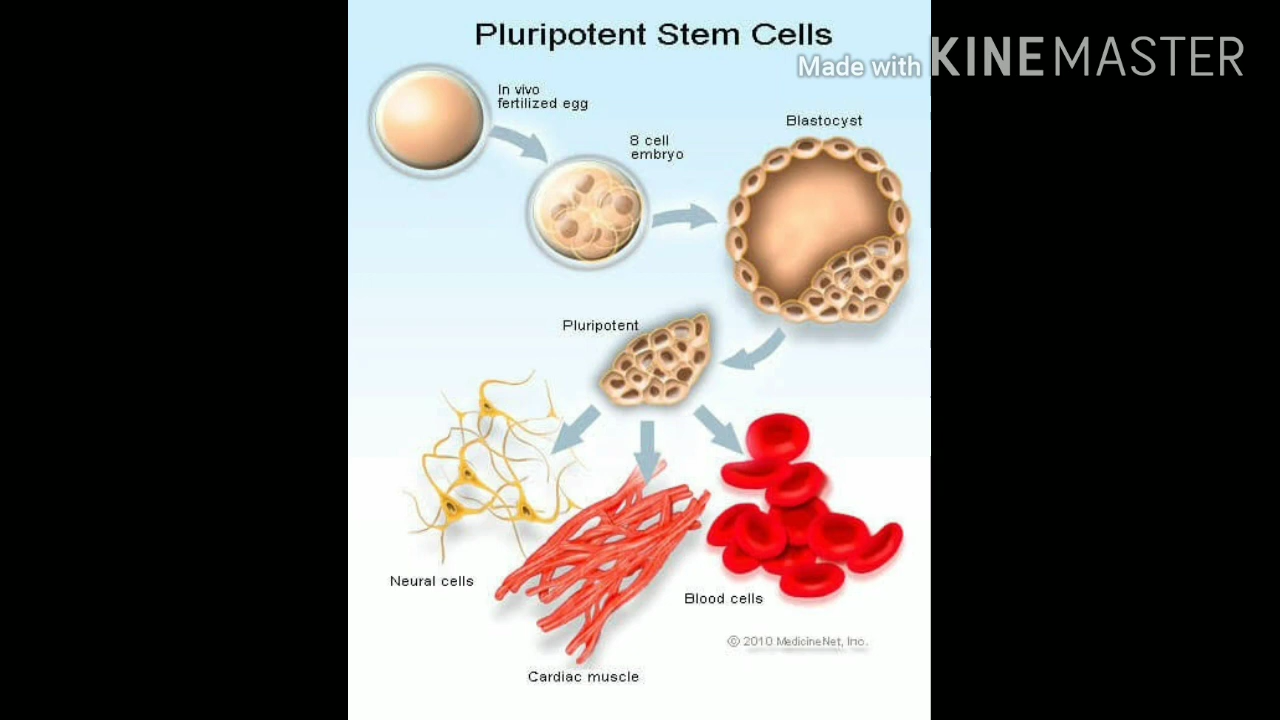 Pluripotent Stem Cells
Made with KINEMASTER
In vivo
fertilized egg
8 cell
embryo
Blastocyst
Pluripotent
Neural cells
Blood cells
© 2010 MedicineNet, Inc.
Cardiac muscle